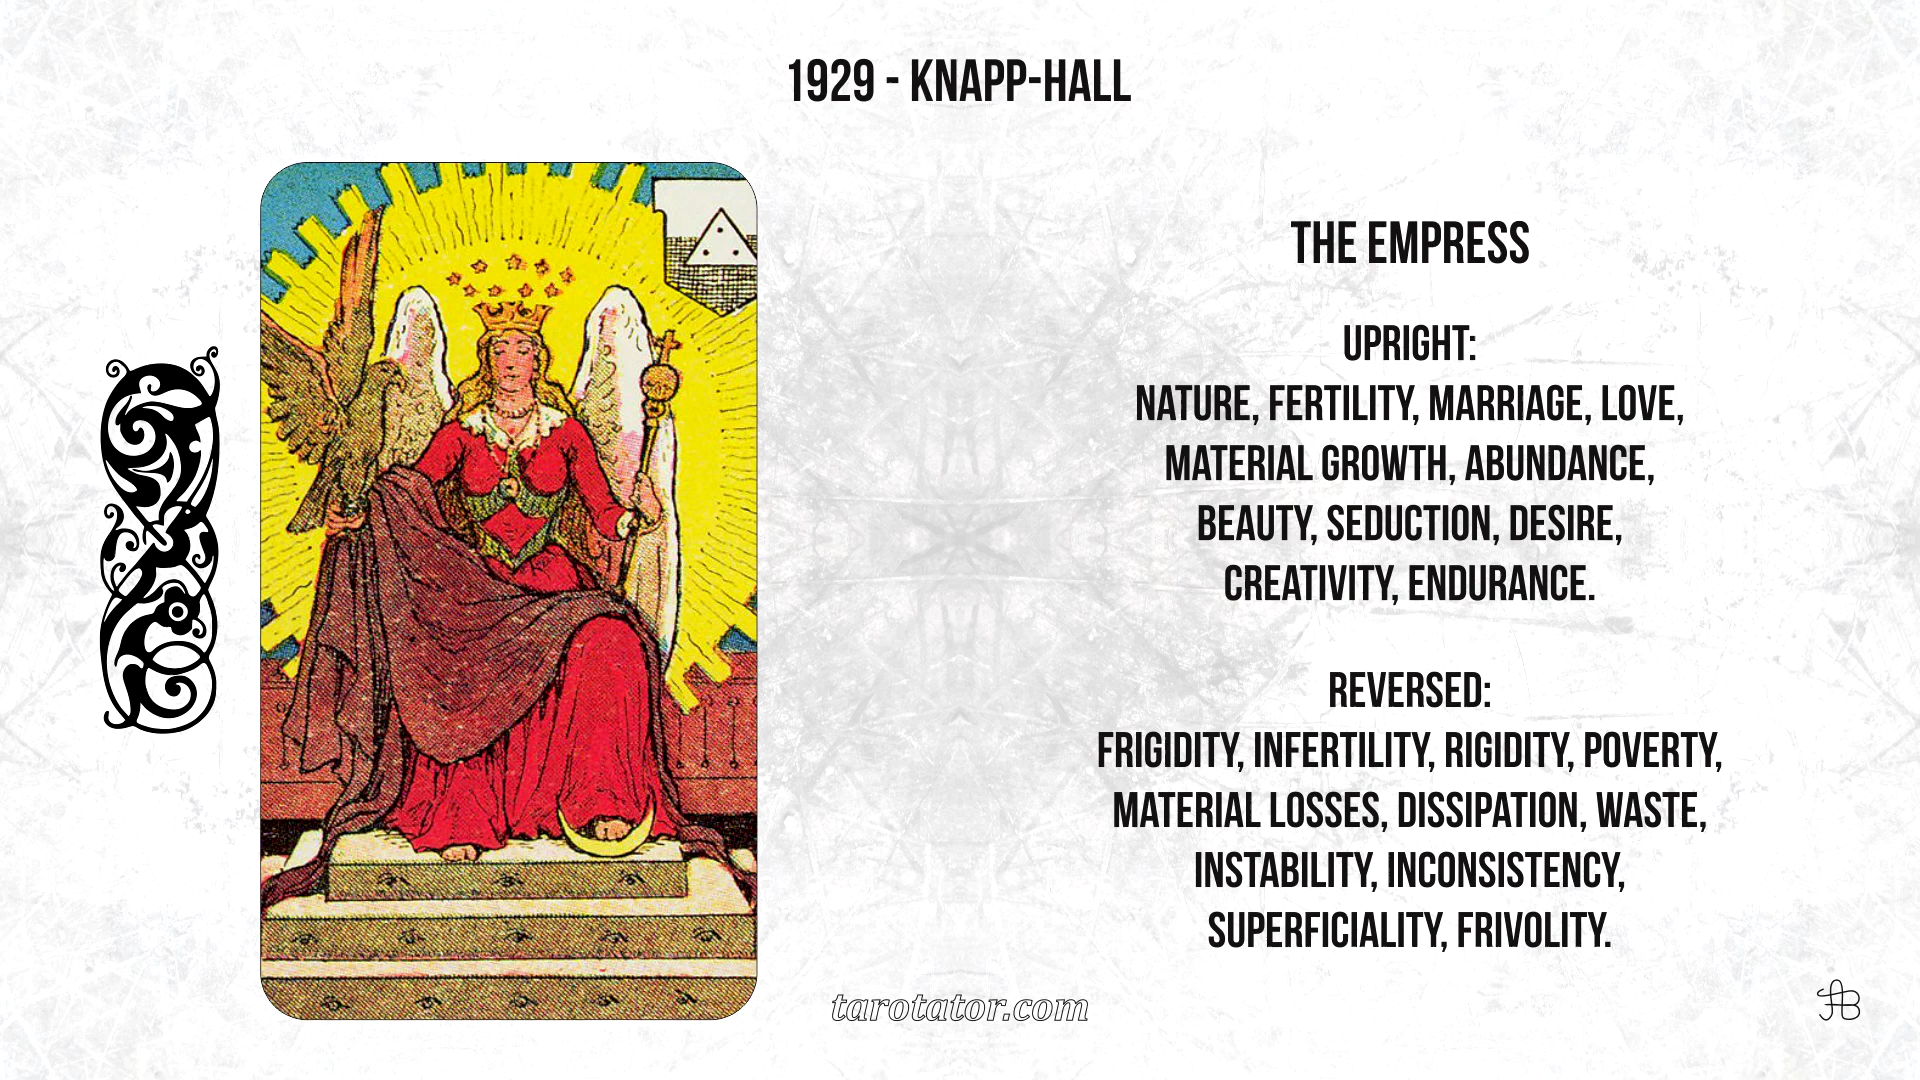 1929 - KNAPP-HALL
THE EMPRESS
UPRIGHT:
NATURE, FERTILITY, MARRIAGE, LOVE,
MATERIAL GROWTH, ABUNDANCE,
BEAUTY, SEDUCTION, DESIRE,
CREATIVITY, ENDURANCE.
REVERSED:
FRIGIDITY, INFERTILITY, RIGIDITY, POVERTY,
MATERIAL LOSSES, DISSIPATION, WASTE,
INSTABILITY, INCONSISTENCY,
SUPERFICIALITY, FRIVOLITY.
tarotator.com